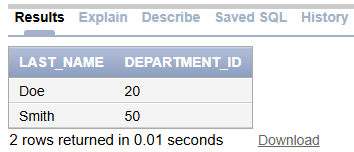 Results Explain Describe Saved SQL History
LAST_NAME DEPARTMENT_ID
Doe 20
Smith 50
2 rows returned in 0.01 seconds Download